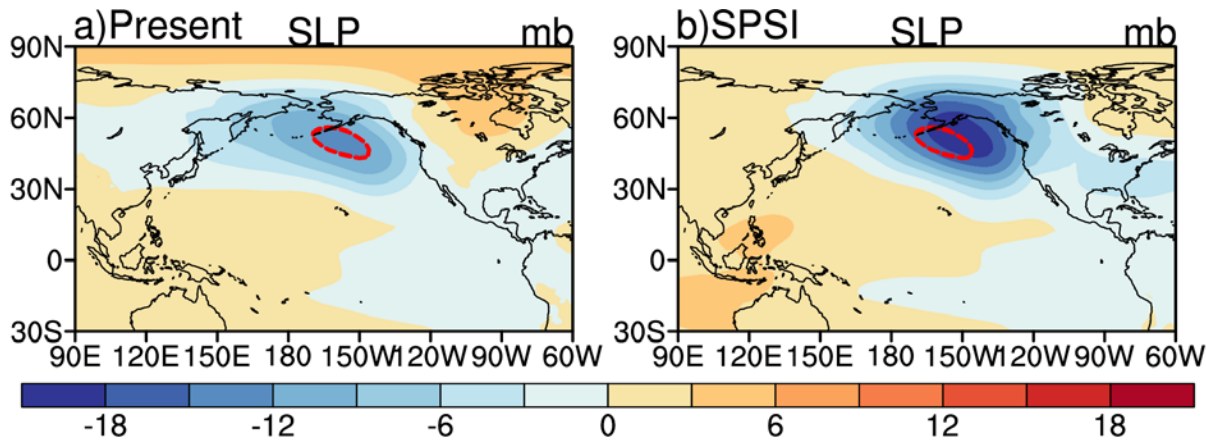 a)Present SLP mb
b)SPSI SLP mb
90N 90N
60N 60N
30N 30N
0 0
30S 30S
90E 120E 150E 180 150W 120W 90W 60W
90E 120E 150E 180 150W 120W 90W 60W
-18 -12 -6 0 6 12 18